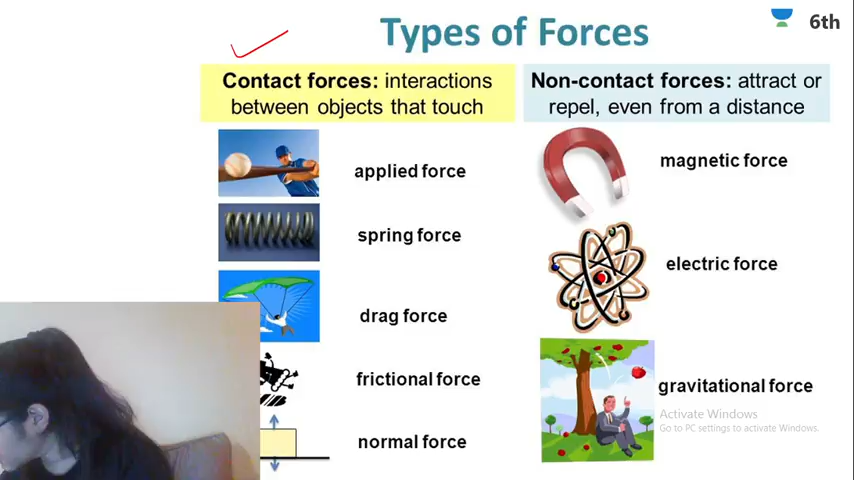 Types of Forces
6th
Contact forces: interactions
between objects that touch
Non-contact forces: attract or
repel, even from a distance
applied force
magnetic force
spring force
electric force
drag force
frictional force
gravitational force
normal force
Activate Windows
Go to PC settings to activate Windows.